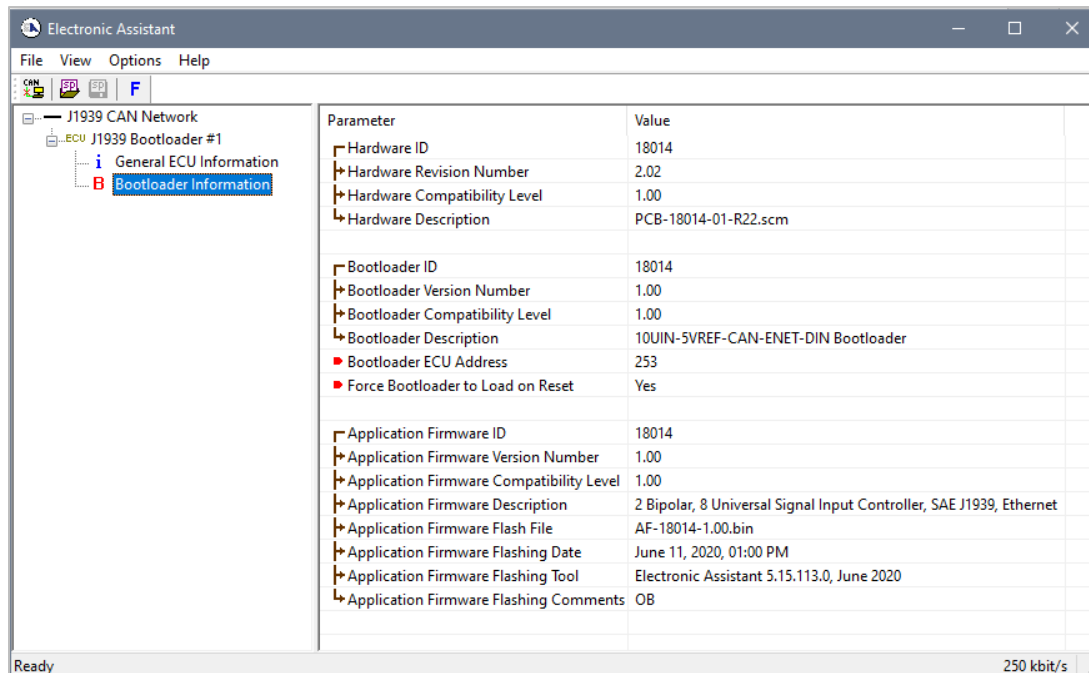 Electronic Assistant
File View Options Help
CAN SP SP F
J1939 CAN Network
ECU J1939 Bootloader #1
i General ECU Information
B Bootloader Information
Parameter Value
Hardware ID 18014
Hardware Revision Number 2.02
Hardware Compatibility Level 1.00
Hardware Description PCB-18014-01-R22.scm
Bootloader ID 18014
Bootloader Version Number 1.00
Bootloader Compatibility Level 1.00
Bootloader Description 10UIN-5VREF-CAN-ENET-DIN Bootloader
Bootloader ECU Address 253
Force Bootloader to Load on Reset Yes
Application Firmware ID 18014
Application Firmware Version Number 1.00
Application Firmware Compatibility Level 1.00
Application Firmware Description 2 Bipolar, 8 Universal Signal Input Controller, SAE J1939, Ethernet
Application Firmware Flash File AF-18014-1.00.bin
Application Firmware Flashing Date June 11, 2020, 01:00 PM
Application Firmware Flashing Tool Electronic Assistant 5.15.113.0, June 2020
Application Firmware Flashing Comments OB
Ready 250 kbit/s